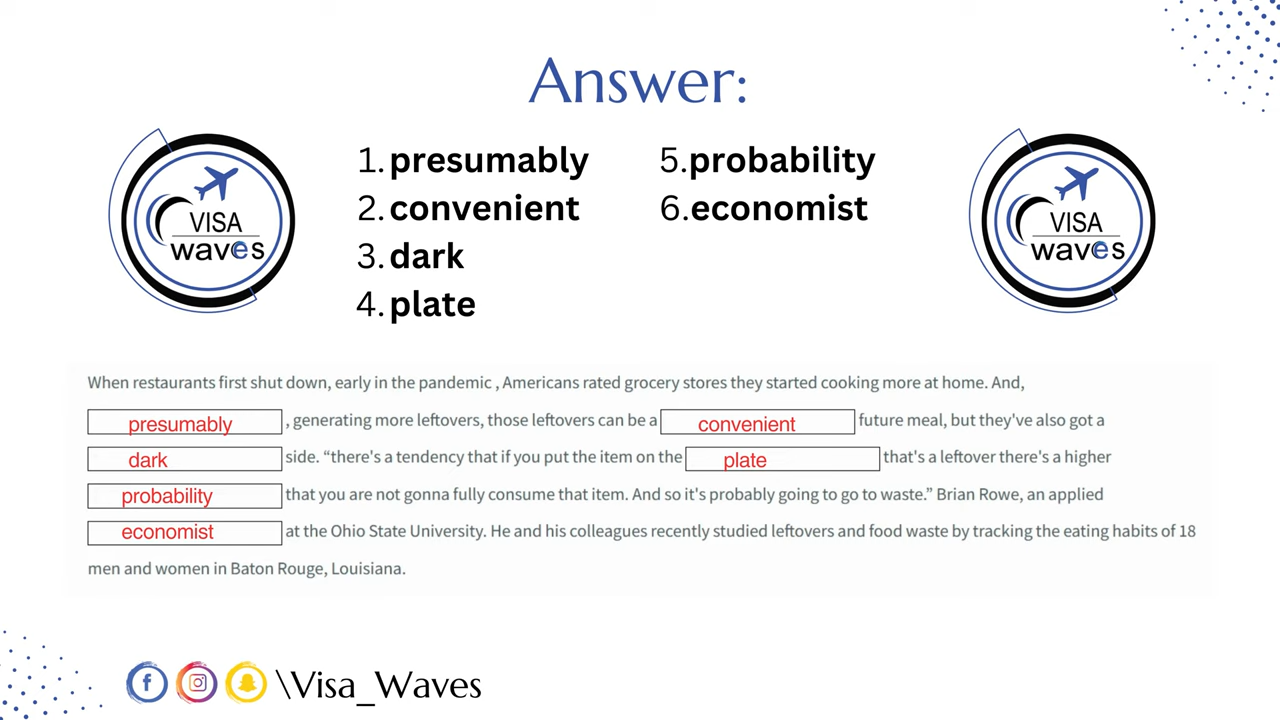 Answer:
VISA
waves
1. presumably
2. convenient
3. dark
4. plate
5.probability
6.economist
VISA
waves
When restaurants first shut down, early in the pandemic , Americans rated grocery stores they started cooking more at home. And,
presumably , generating more leftovers, those leftovers can be a convenient future meal, but they've also got a
dark side. “there's a tendency that if you put the item on the plate that's a leftover there's a higher
probability that you are not gonna fully consume that item. And so it's probably going to go to waste.” Brian Rowe, an applied
economist at the Ohio State University. He and his colleagues recently studied leftovers and food waste by tracking the eating habits of 18
men and women in Baton Rouge, Louisiana.
\Visa_Waves